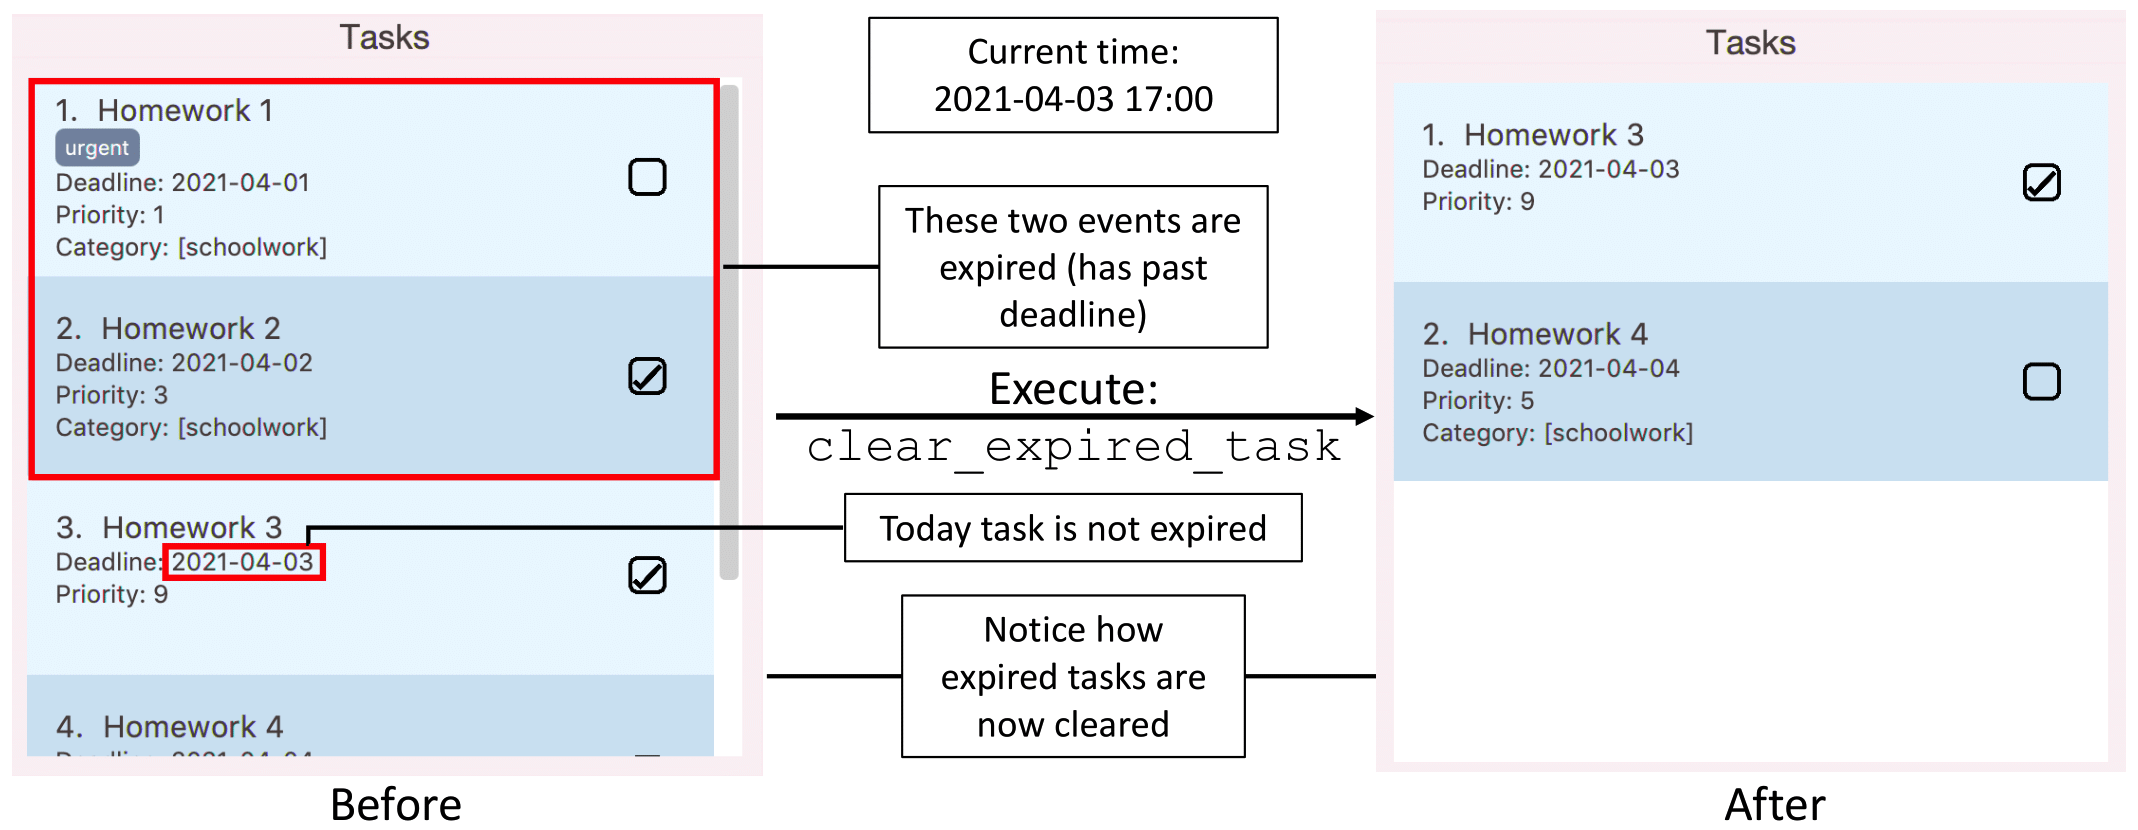 Tasks
1. Homework 1
urgent
Deadline: 2021-04-01
Priority: 1
Category: [schoolwork]
2. Homework 2
Deadline: 2021-04-02
Priority: 3
Category: [schoolwork]
3. Homework 3
Deadline: 2021-04-03
Priority: 9
4. Homework 4
Deadline: 2021-04-04
Before
Current time:
2021-04-03 17:00
These two events are
expired (has past
deadline)
Execute:
clear_expired_task
Today task is not expired
Notice how
expired tasks are
now cleared
Tasks
1. Homework 3
Deadline: 2021-04-03
Priority: 9
2. Homework 4
Deadline: 2021-04-04
Priority: 5
Category: [schoolwork]
After